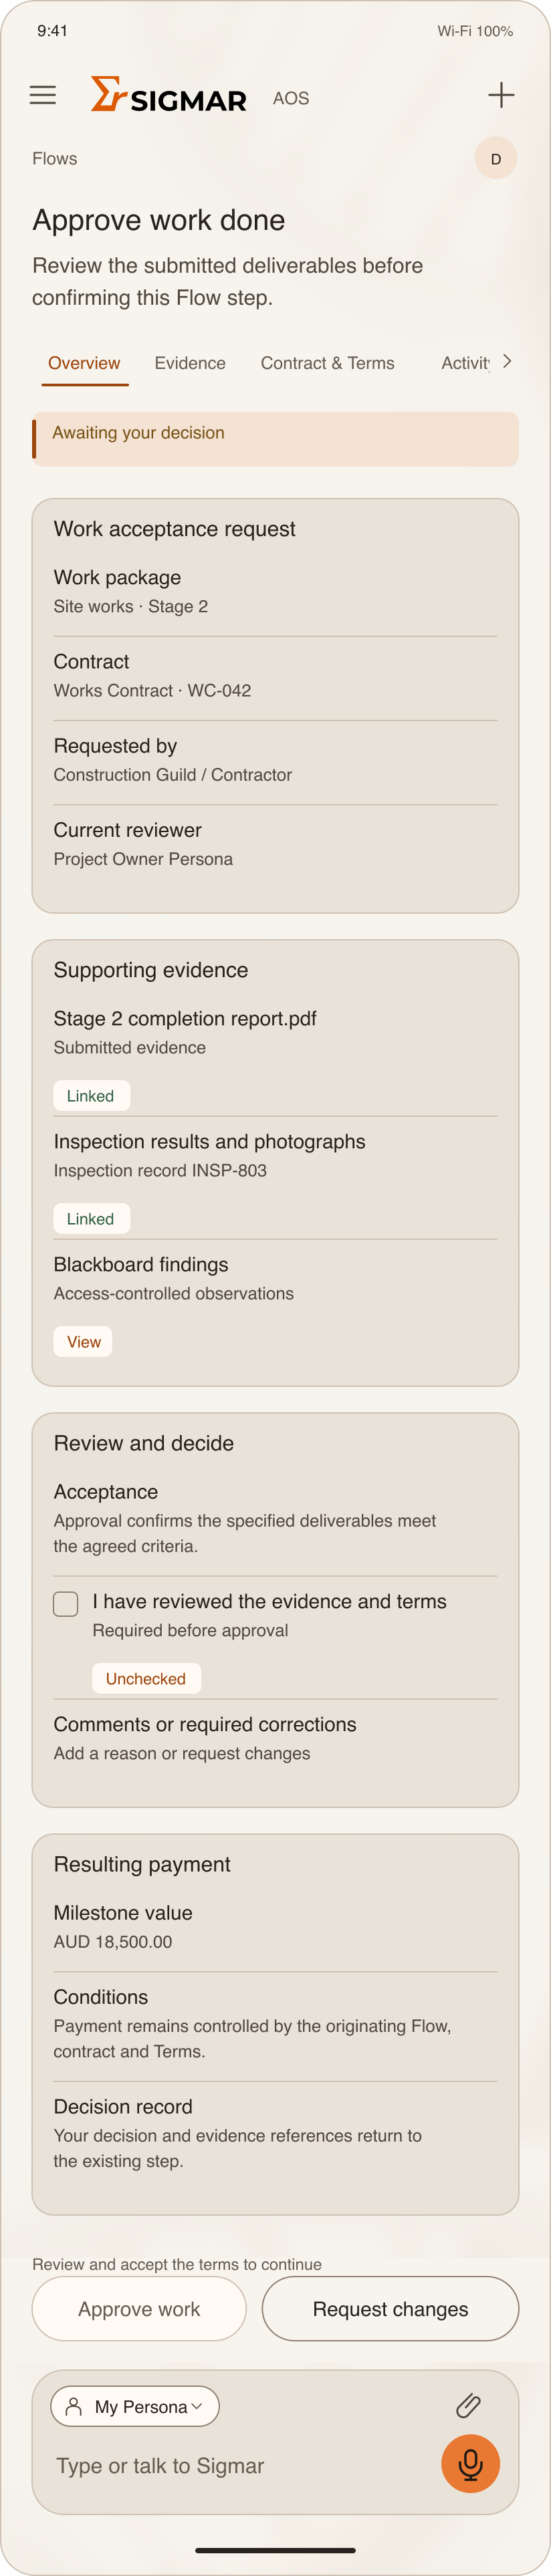 9:41
Wi-Fi 100%
SIGMAR
AOS
Flows
D
Approve work done
Review the submitted deliverables before
confirming this Flow step.
Overview
Evidence
Contract & Terms
Activity
Awaiting your decision
Work acceptance request
Work package
Site works · Stage 2
Contract
Works Contract · WC-042
Requested by
Construction Guild / Contractor
Current reviewer
Project Owner Persona
Supporting evidence
Stage 2 completion report.pdf
Submitted evidence
Linked
Inspection results and photographs
Inspection record INSP-803
Linked
Blackboard findings
Access-controlled observations
View
Review and decide
Acceptance
Approval confirms the specified deliverables meet
the agreed criteria.
I have reviewed the evidence and terms
Required before approval
Unchecked
Comments or required corrections
Add a reason or request changes
Resulting payment
Milestone value
AUD 18,500.00
Conditions
Payment remains controlled by the originating Flow,
contract and Terms.
Decision record
Your decision and evidence references return to
the existing step.
Review and accept the terms to continue
Approve work
Request changes
My Persona
Type or talk to Sigmar